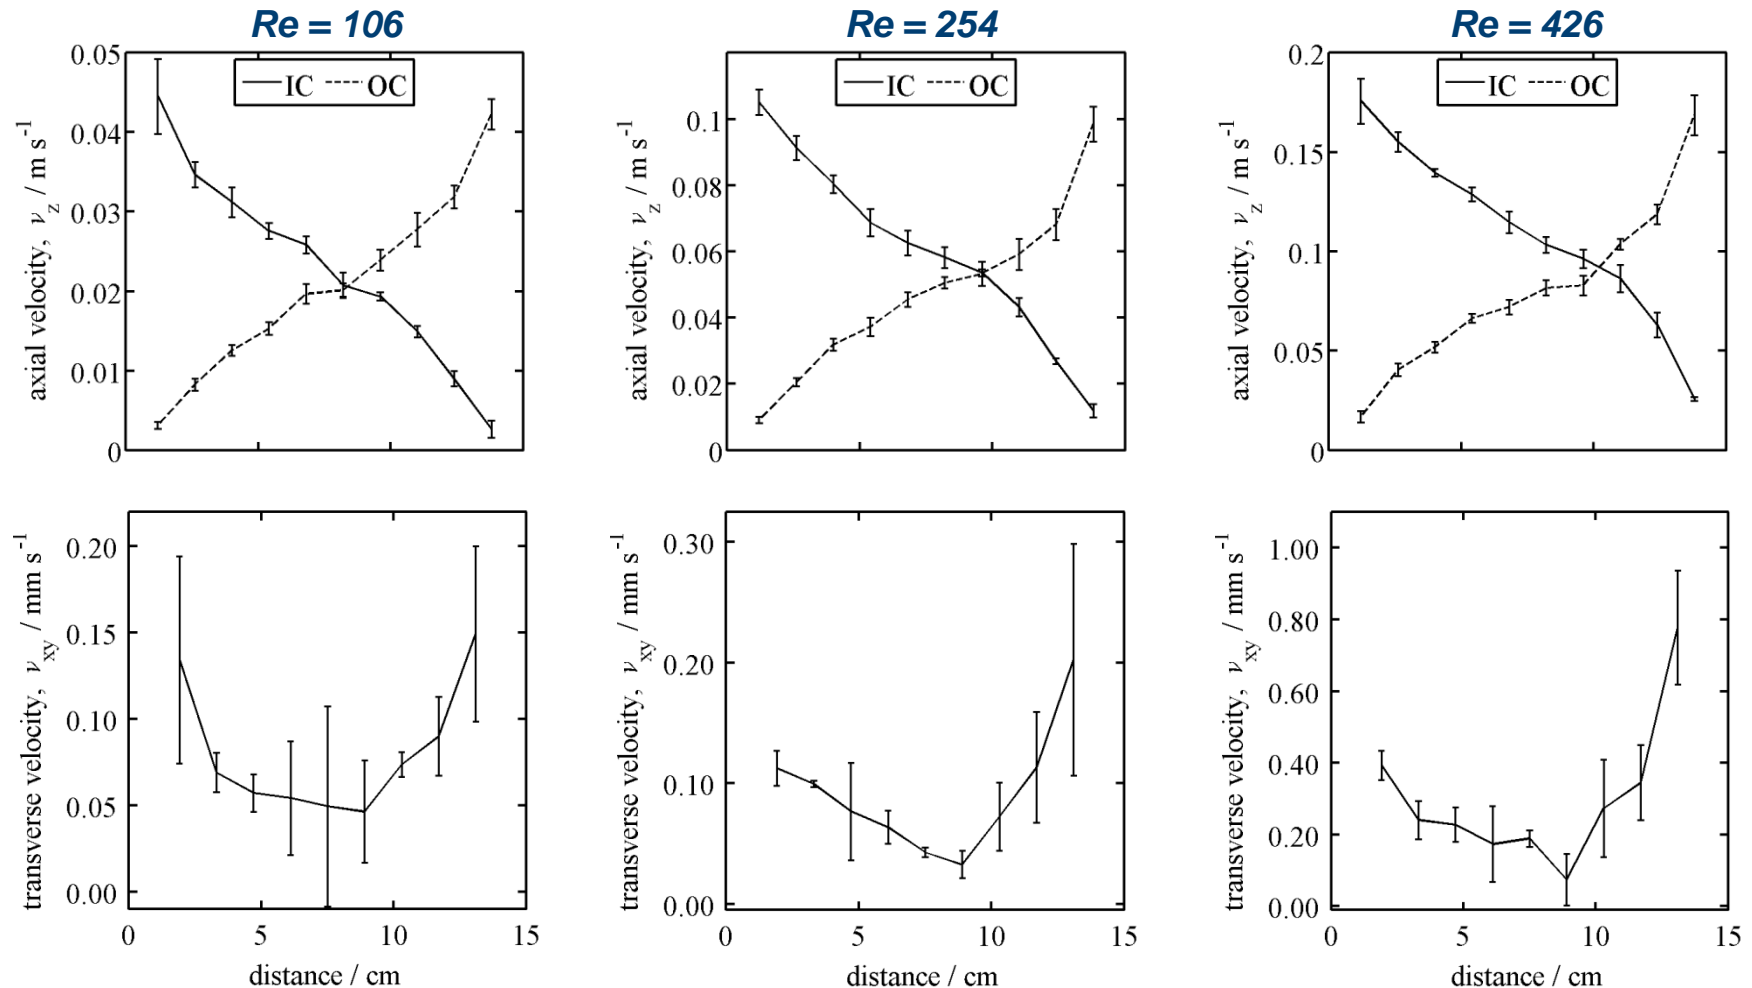 Re = 106
Re = 254
Re = 426
axial velocity, v_z / m s^-1
0.05
0.04
0.03
0.02
0.01
0
IC OC
axial velocity, v_z / m s^-1
0.1
0.08
0.06
0.04
0.02
0
IC OC
axial velocity, v_z / m s^-1
0.2
0.15
0.1
0.05
0
IC OC
transverse velocity, v_xy / mm s^-1
0.20
0.15
0.10
0.05
0.00
0 5 10 15
distance / cm
transverse velocity, v_xy / mm s^-1
0.30
0.20
0.10
0.00
0 5 10 15
distance / cm
transverse velocity, v_xy / mm s^-1
1.00
0.80
0.60
0.40
0.20
0.00
0 5 10 15
distance / cm